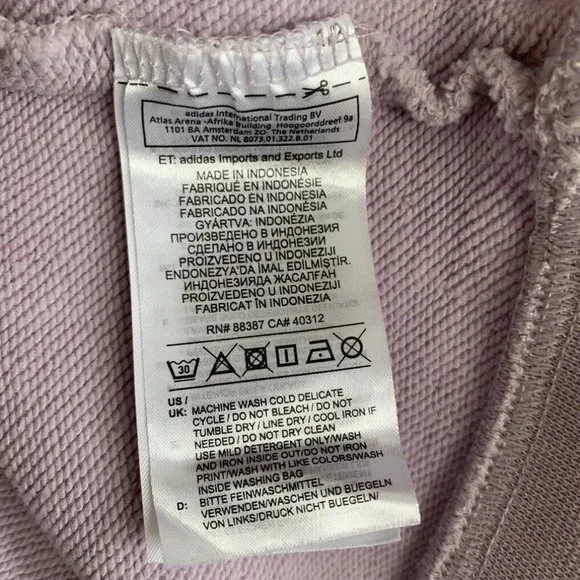 adidas International Trading BV
Atlas Arena -Afrika Building Hoogoorddreef 9a
1101 BA Amsterdam ZO The Netherlands
VAT NO. NL 8073.01.322.B.01
ET: adidas Imports and Exports Ltd
MADE IN INDONESIA
FABRIQUÉ EN INDONÉSIE
FABRICADO EN INDONESIA
FABRICADO NA INDONÉSIA
GYÁRTVA: INDONÉZIA
ПРОИЗВЕДЕНО В ИНДОНЕЗИЯ
СДЕЛАНО В ИНДОНЕЗИИ
PROIZVEDENO U INDONEZIJI
ENDONEZYA'DA İMAL EDİLMİŞTİR.
ИНДОНЕЗИЯДА ЖАСАЛҒАН
PROIZVEDENO U INDONEZIJI
FABRICAT ÎN INDONEZIA
RN# 88387 CA# 40312
30
US /
UK: MACHINE WASH COLD DELICATE
CYCLE / DO NOT BLEACH / DO NOT
TUMBLE DRY / LINE DRY / COOL IRON IF
NEEDED / DO NOT DRY CLEAN
USE MILD DETERGENT ONLY/WASH
AND IRON INSIDE OUT/DO NOT IRON
PRINT/WASH WITH LIKE COLORS/WASH
INSIDE WASHING BAG
D: BITTE FEINWASCHMITTEL
VERWENDEN/WASCHEN UND BUEGELN
VON LINKS/DRUCK NICHT BUEGELN/